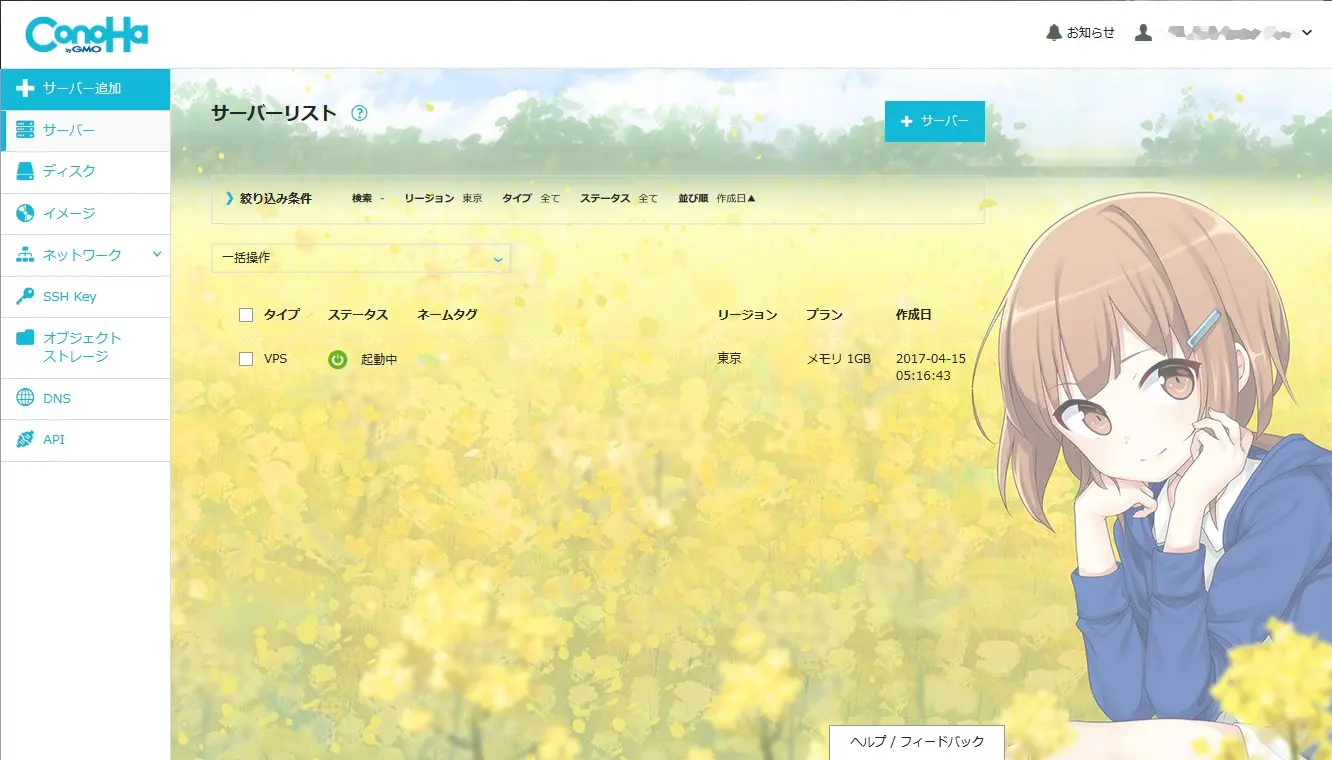 ConoHa
by GMO
お知らせ
サーバー追加
サーバー
ディスク
イメージ
ネットワーク
SSH Key
オブジェクト
ストレージ
DNS
API
サーバーリスト ?
+ サーバー
絞り込み条件 検索 - リージョン 東京 タイプ 全て ステータス 全て 並び順 作成日▲
一括操作
タイプ ステータス ネームタグ リージョン プラン 作成日
VPS 起動中 東京 メモリ 1GB 2017-04-15
05:16:43
ヘルプ / フィードバック